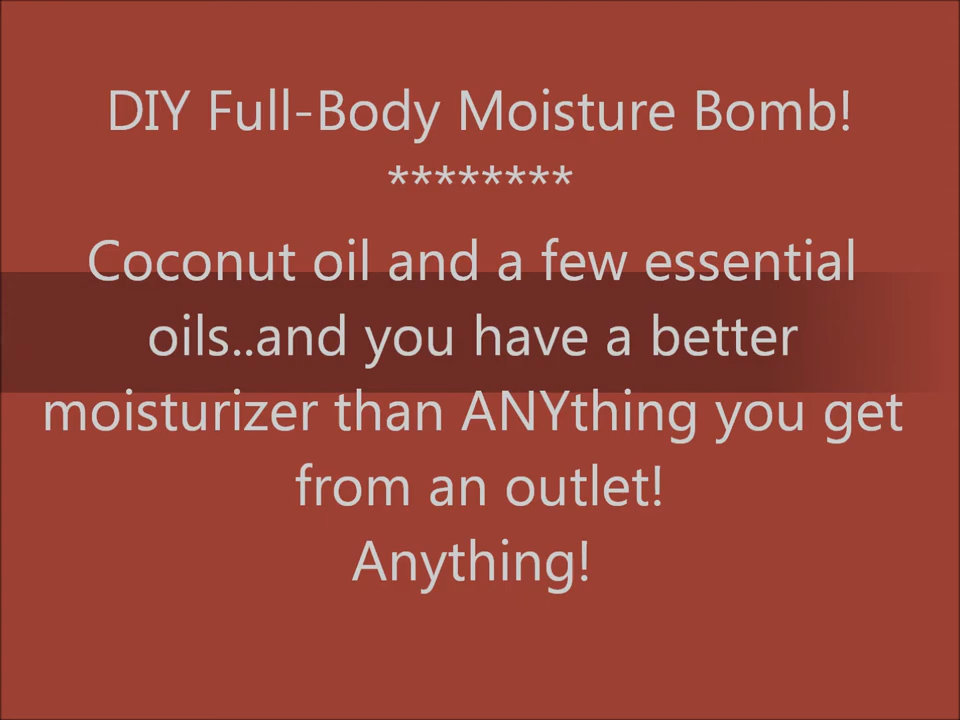 DIY Full-Body Moisture Bomb!
********
Coconut oil and a few essential
oils..and you have a better
moisturizer than ANYthing you get
from an outlet!
Anything!